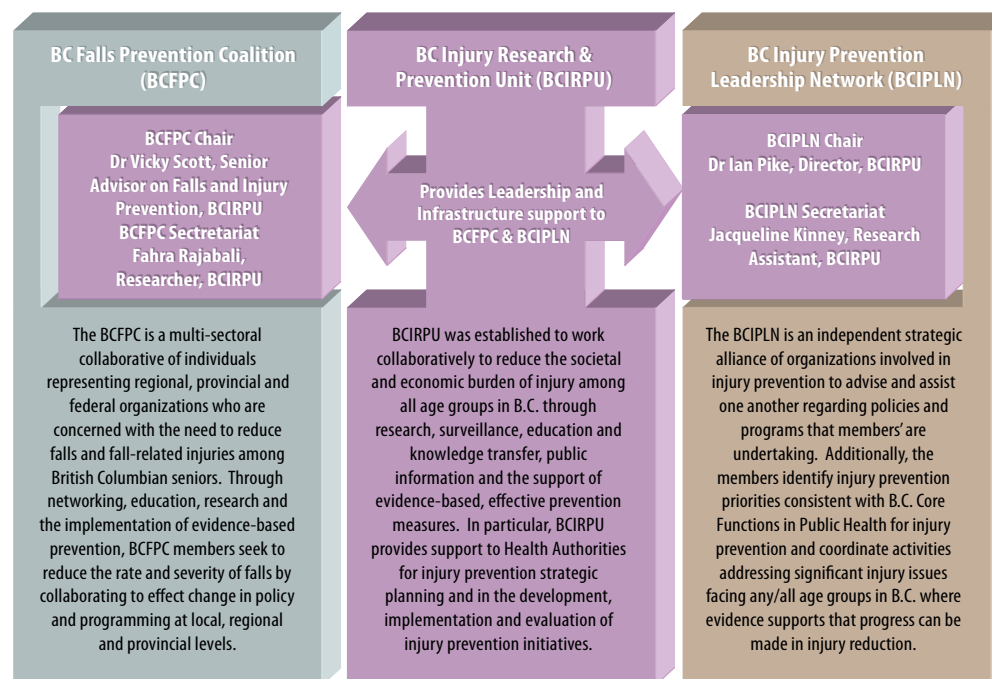 BC Falls Prevention Coalition
(BCFPC)
BCFPC Chair
Dr Vicky Scott, Senior
Advisor on Falls and Injury
Prevention, BCIRPU
BCFPC Sectretariat
Fahra Rajabali,
Researcher, BCIRPU
The BCFPC is a multi-sectoral
collaborative of individuals
representing regional, provincial and
federal organizations who are
concerned with the need to reduce
falls and fall-related injuries among
British Columbian seniors.  Through
networking, education, research and
the implementation of evidence-based
prevention, BCFPC members seek to
reduce the rate and severity of falls by
collaborating to effect change in policy
and programming at local, regional
and provincial levels.
BC Injury Research &
Prevention Unit (BCIRPU)
Provides Leadership and
Infrastructure support to
BCFPC & BCIPLN
BCIRPU was established to work
collaboratively to reduce the societal
and economic burden of injury among
all age groups in B.C. through
research, surveillance, education and
knowledge transfer, public
information and the support of
evidence-based, effective prevention
measures.  In particular, BCIRPU
provides support to Health Authorities
for injury prevention strategic
planning and in the development,
implementation and evaluation of
injury prevention initiatives.
BC Injury Prevention
Leadership Network (BCIPLN)
BCIPLN Chair
Dr Ian Pike, Director, BCIRPU
BCIPLN Secretariat
Jacqueline Kinney, Research
Assistant, BCIRPU
The BCIPLN is an independent strategic
alliance of organizations involved in
injury prevention to advise and assist
one another regarding policies and
programs that members’ are
undertaking.  Additionally, the
members identify injury prevention
priorities consistent with B.C. Core
Functions in Public Health for injury
prevention and coordinate activities
addressing significant injury issues
facing any/all age groups in B.C. where
evidence supports that progress can be
made in injury reduction.